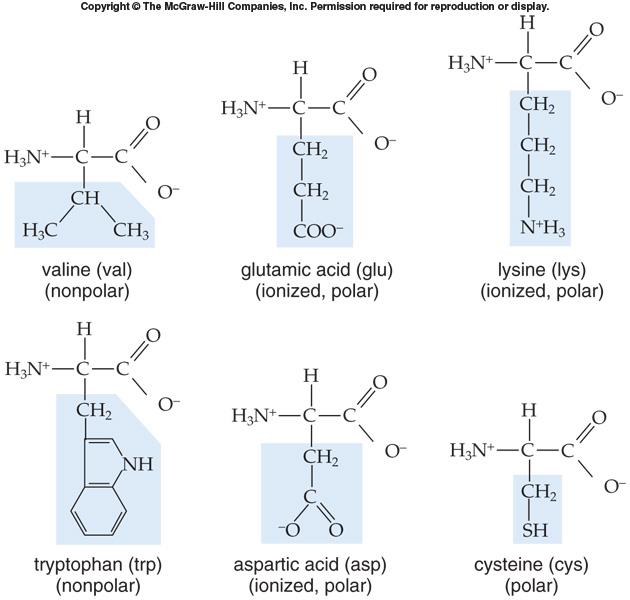 Copyright © The McGraw-Hill Companies, Inc. Permission required for reproduction or display.
H
O
H₃N⁺—C—C
O⁻
CH
H₃C CH₃
valine (val)
(nonpolar)
H
O
H₃N⁺—C—C
O⁻
CH₂
CH₂
COO⁻
glutamic acid (glu)
(ionized, polar)
H
O
H₃N⁺—C—C
O⁻
CH₂
CH₂
CH₂
N⁺H₃
lysine (lys)
(ionized, polar)
H
O
H₃N⁺—C—C
O⁻
CH₂
NH
tryptophan (trp)
(nonpolar)
H
O
H₃N⁺—C—C
O⁻
CH₂
C
⁻O O
aspartic acid (asp)
(ionized, polar)
H
O
H₃N⁺—C—C
O⁻
CH₂
SH
cysteine (cys)
(polar)